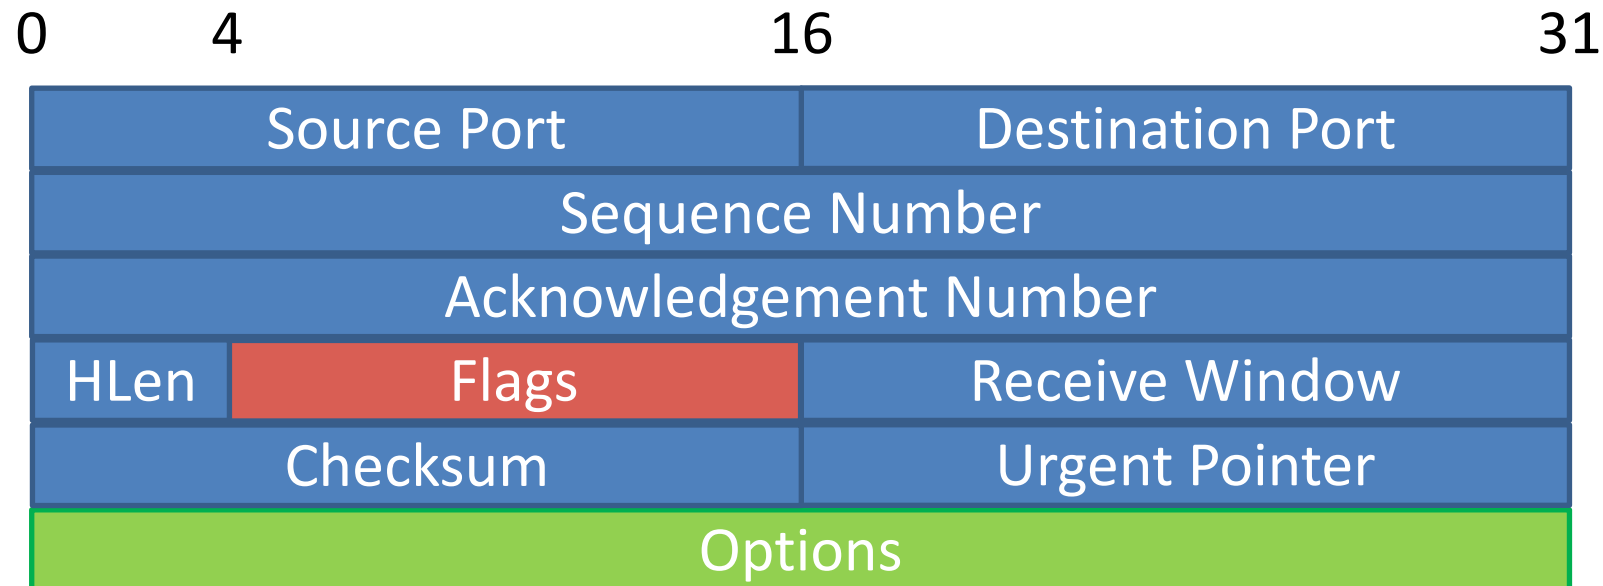 0 4 16 31
Source Port Destination Port
Sequence Number
Acknowledgement Number
HLen Flags Receive Window
Checksum Urgent Pointer
Options